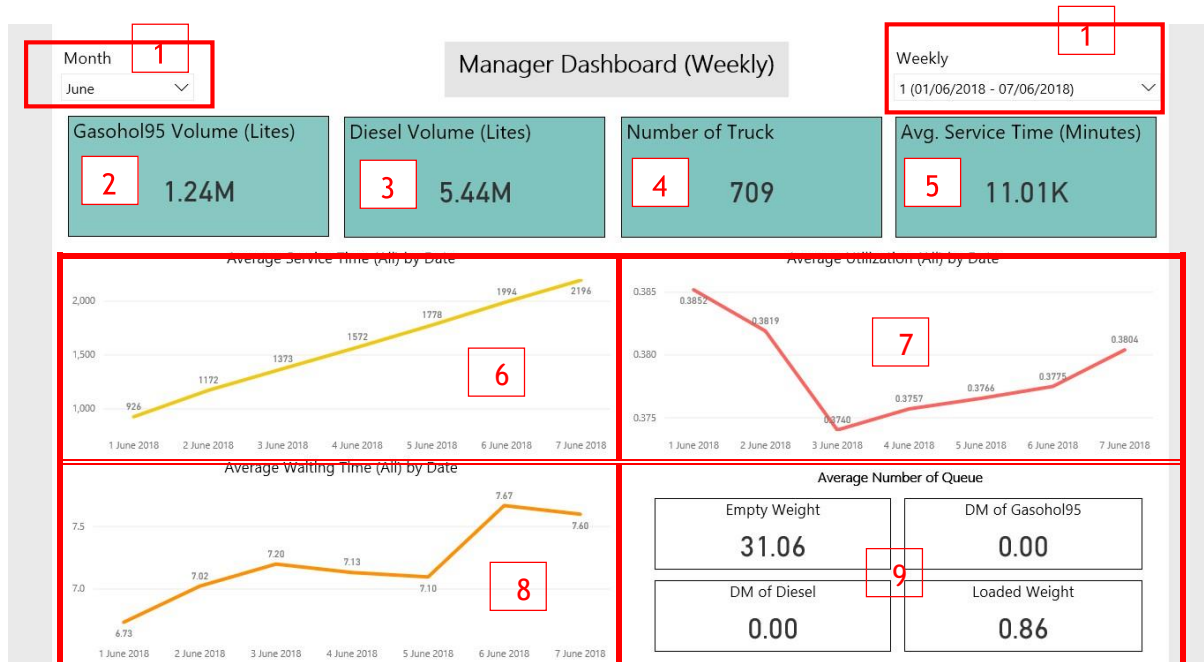 Month
1
June
Manager Dashboard (Weekly)
Weekly
1
1 (01/06/2018 - 07/06/2018)
Gasohol95 Volume (Lites)
2
1.24M
Diesel Volume (Lites)
3
5.44M
Number of Truck
4
709
Avg. Service Time (Minutes)
5
11.01K
Average Service Time (All) by Date
2,000
1,500
1,000
926
1172
1373
1572
1778
1994
2196
6
1 June 2018
2 June 2018
3 June 2018
4 June 2018
5 June 2018
6 June 2018
7 June 2018
Average Utilization (All) by Date
0.385
0.380
0.375
0.3852
0.3819
0.3740
0.3757
0.3766
0.3775
0.3804
7
1 June 2018
2 June 2018
3 June 2018
4 June 2018
5 June 2018
6 June 2018
7 June 2018
Average Waiting Time (All) by Date
7.5
7.0
6.73
7.02
7.20
7.13
7.10
7.67
7.60
8
1 June 2018
2 June 2018
3 June 2018
4 June 2018
5 June 2018
6 June 2018
7 June 2018
Average Number of Queue
Empty Weight
31.06
DM of Gasohol95
0.00
9
DM of Diesel
0.00
Loaded Weight
0.86